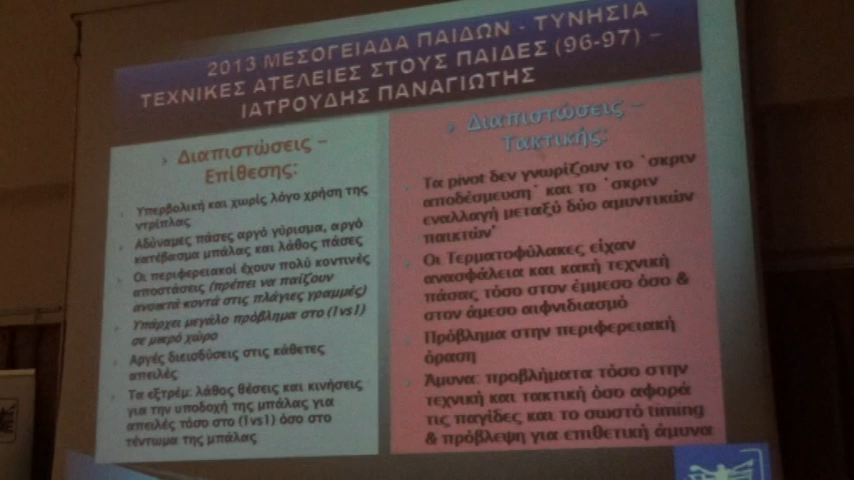 2013 ΜΕΣΟΓΕΙΑΔΑ ΠΑΙΔΩΝ - ΤΥΝΗΣΙΑ
ΤΕΧΝΙΚΕΣ ΑΤΕΛΕΙΕΣ ΣΤΟΥΣ ΠΑΙΔΕΣ (96-97) –
ΙΑΤΡΟΥΔΗΣ ΠΑΝΑΓΙΩΤΗΣ
Διαπιστώσεις –
Επίθεσης:
Υπερβολική και χωρίς λόγο χρήση της
ντρίπλας
Αδύναμες πάσες αργό γύρισμα, αργό
κατέβασμα μπάλας και λάθος πάσες
Οι περιφερειακοί έχουν πολύ κοντινές
αποστάσεις (πρέπει να παίζουν
ανοικτά κοντά στις πλάγιες γραμμές)
Υπάρχει μεγάλο πρόβλημα στο (1vs1)
σε μικρό χώρο
Αργές διεισδύσεις στις κάθετες
απειλές
Τα εξτρέμ: λάθος θέσεις και κινήσεις
για την υποδοχή της μπάλας για
απειλές τόσο στο (1vs1) όσο στο
τέντωμα της μπάλας
Διαπιστώσεις –
Τακτικής:
Τα pivot δεν γνωρίζουν το ΄σκριν
αποδέσμευση΄ και το ΄σκριν
εναλλαγή μεταξύ δύο αμυντικών
παικτών΄
Οι Τερματοφύλακες είχαν
ανασφάλεια και κακή τεχνική
πάσας τόσο στον έμμεσο όσο &
στον άμεσο αιφνιδιασμό
Πρόβλημα στην περιφερειακή
όραση
Άμυνα: προβλήματα τόσο στην
τεχνική και τακτική όσο αφορά
τις παγίδες και το σωστό timing
& πρόβλεψη για επιθετική άμυνα